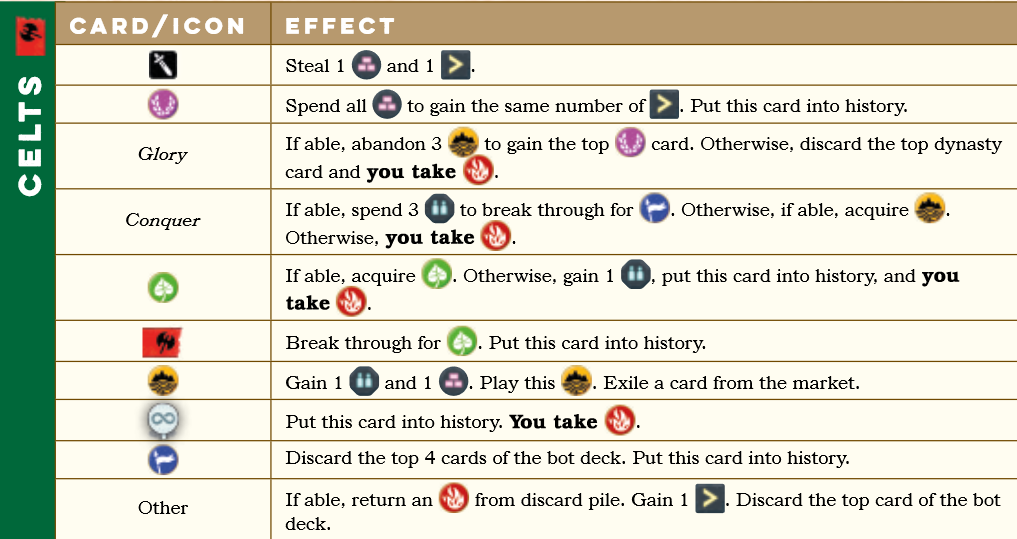 CELTS
CARD/ICON EFFECT
Steal 1 and 1 .
Spend all to gain the same number of . Put this card into history.
Glory
If able, abandon 3 to gain the top card. Otherwise, discard the top dynasty
card and you take .
Conquer
If able, spend 3 to break through for . Otherwise, if able, acquire .
Otherwise, you take .
If able, acquire . Otherwise, gain 1 , put this card into history, and you
take .
Break through for . Put this card into history.
Gain 1 and 1 . Play this . Exile a card from the market.
Put this card into history. You take .
Discard the top 4 cards of the bot deck. Put this card into history.
Other
If able, return an from discard pile. Gain 1 . Discard the top card of the bot
deck.